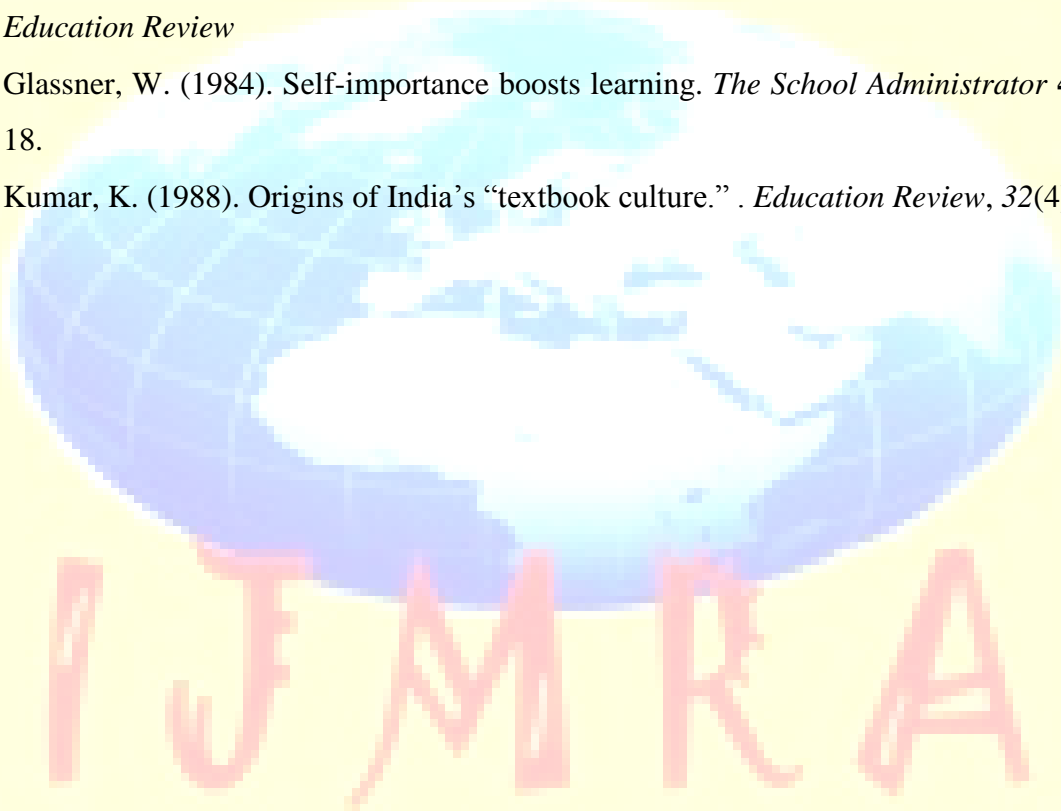 Education Review
Glassner, W. (1984). Self-importance boosts learning. The School Administrator
18.
Kumar, K. (1988). Origins of India’s “textbook culture.” . Education Review, 32(4
IJMRA